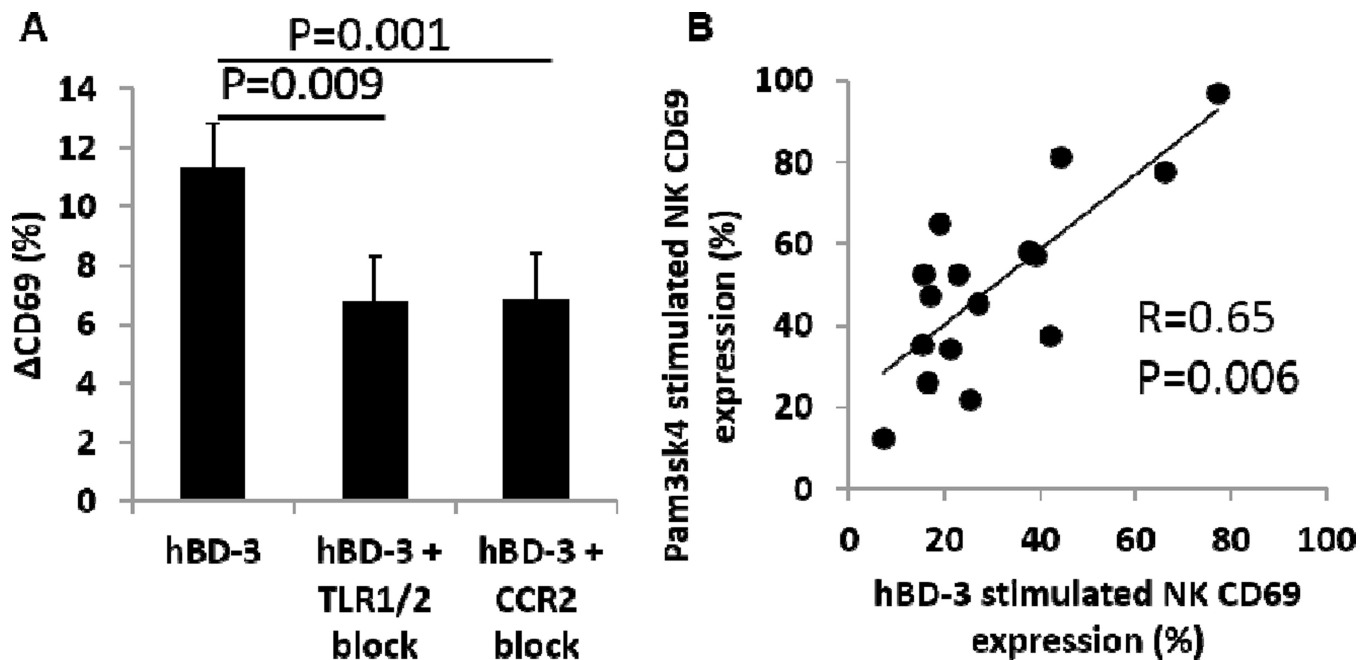 A
P=0.001
P=0.009
14
12
10
8
6
4
2
0
ΔCD69 (%)
hBD-3
hBD-3 +
TLR1/2
block
hBD-3 +
CCR2
block
B
Pam3sk4 stimulated NK CD69
expression (%)
100
80
60
40
20
0
R=0.65
P=0.006
0 20 40 60 80 100
hBD-3 stimulated NK CD69
expression (%)